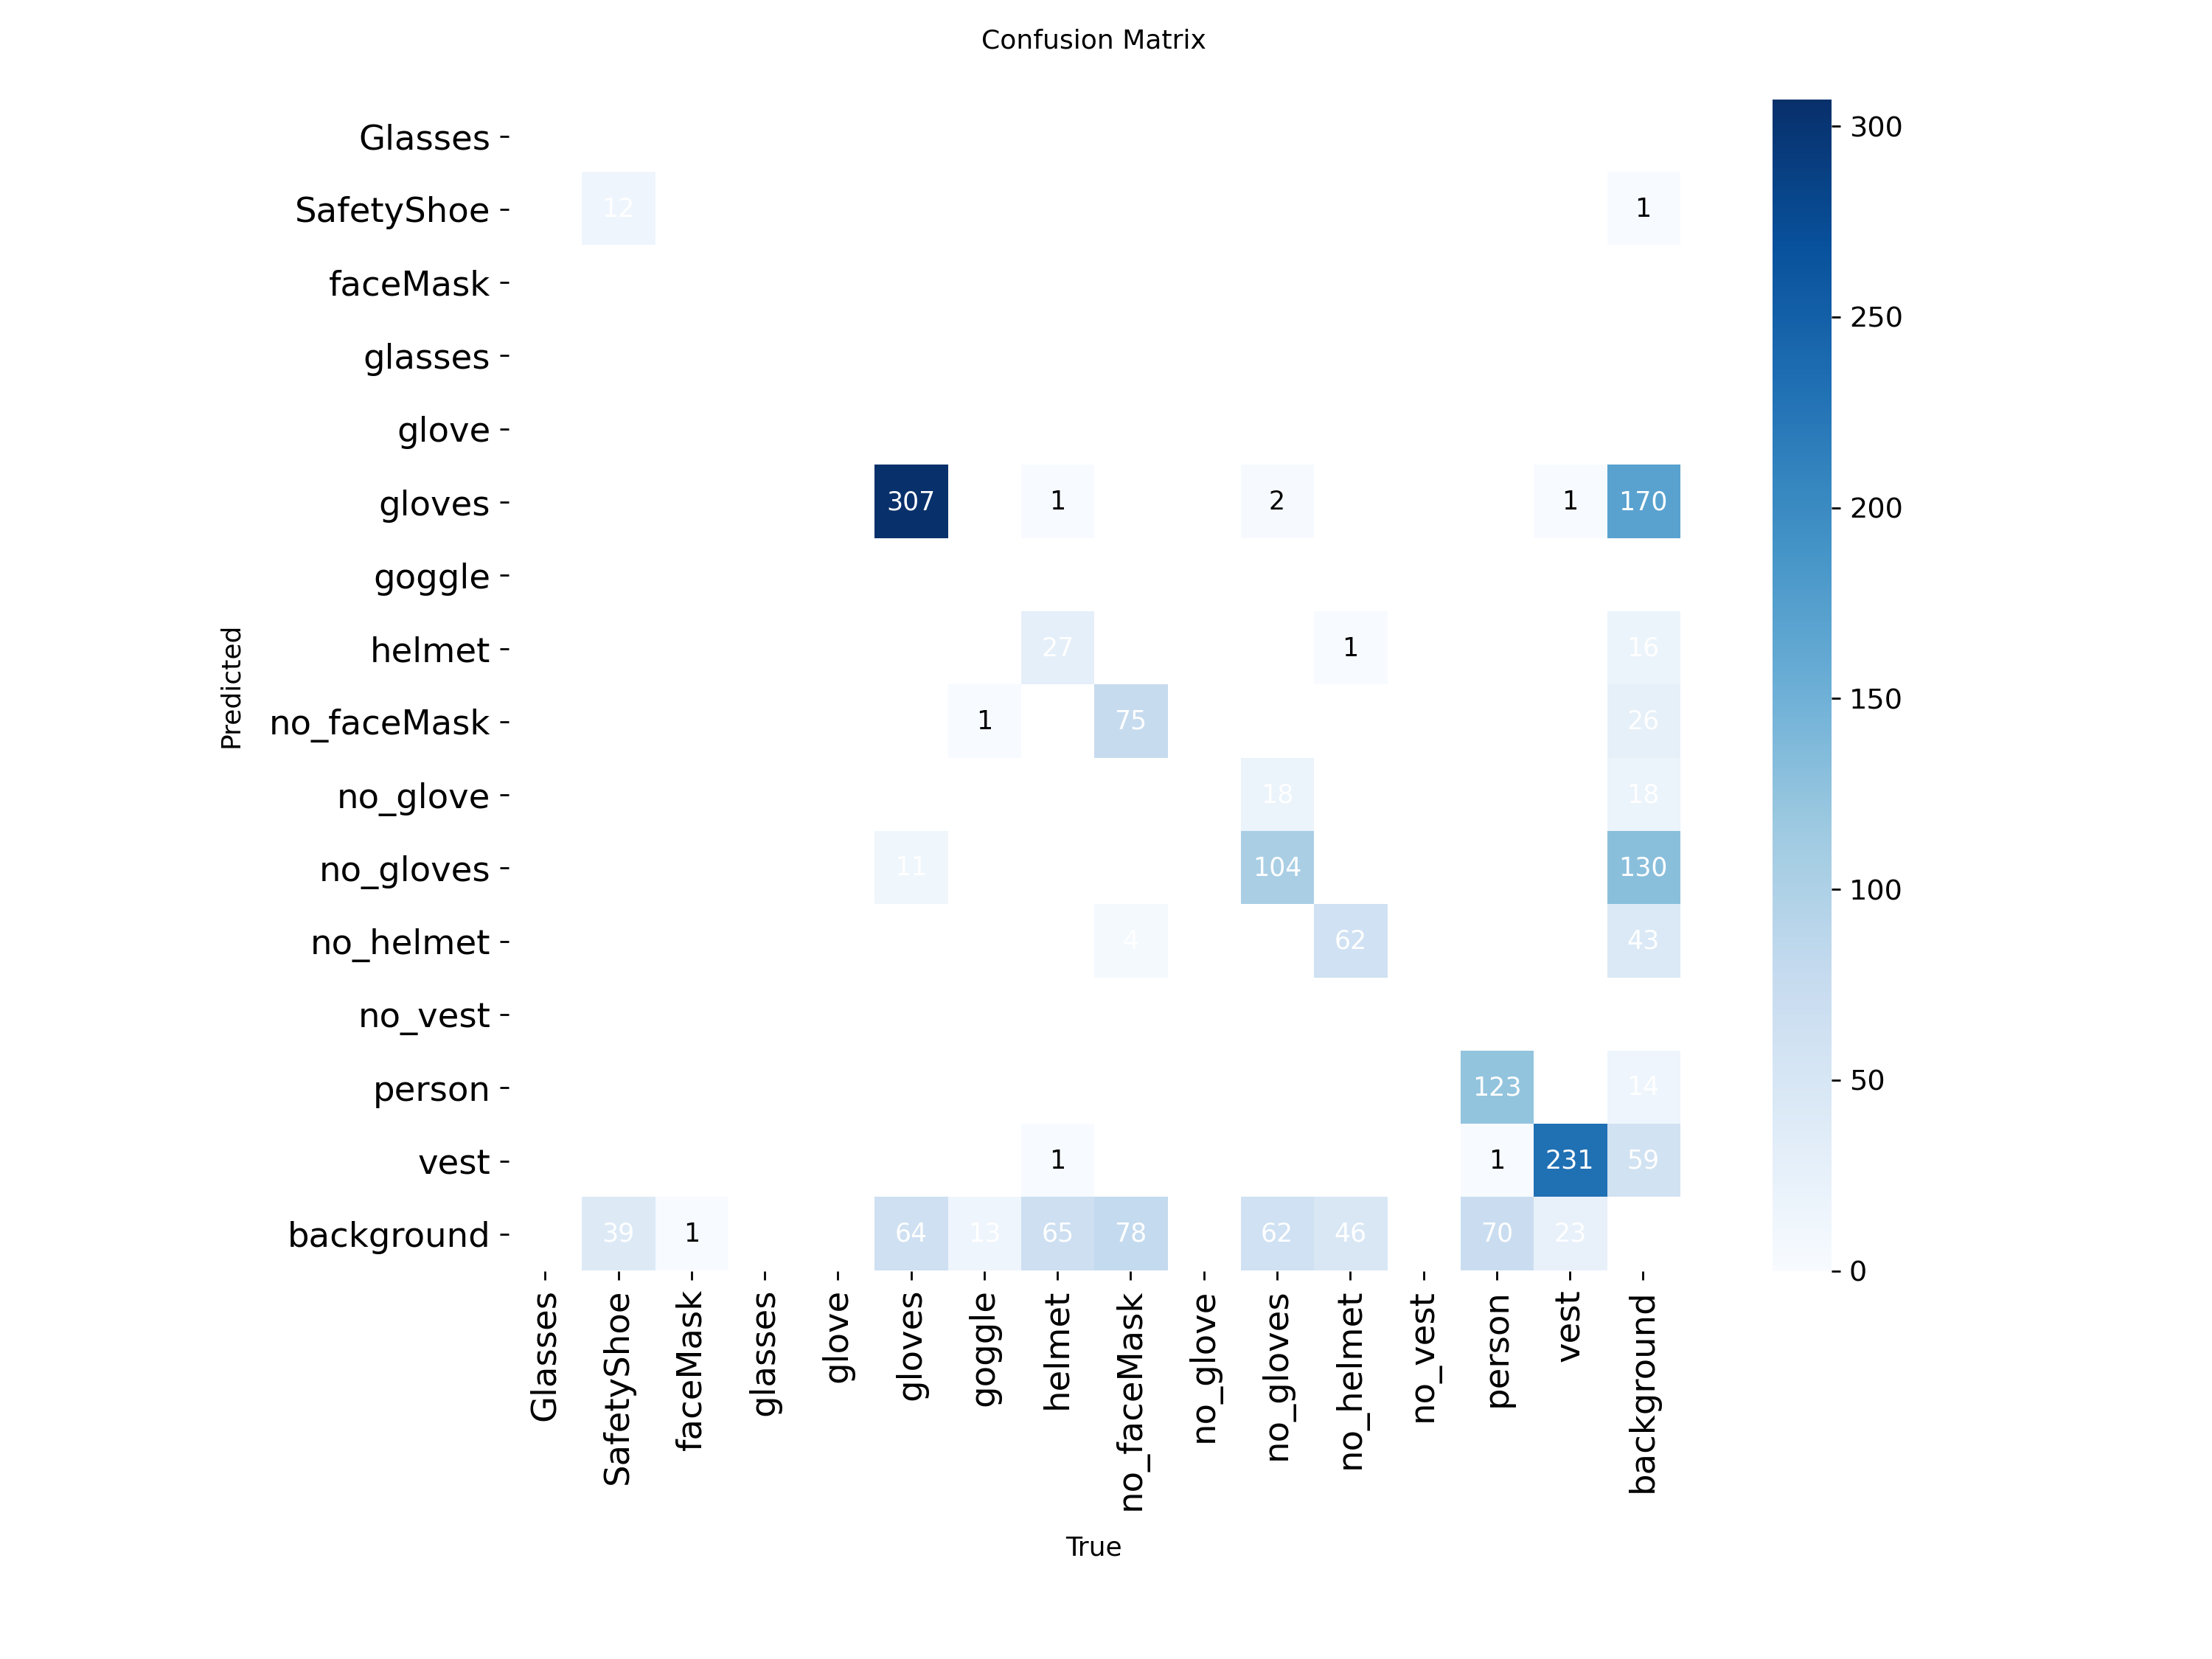 Confusion Matrix
Glasses
SafetyShoe 12 1
faceMask
glasses
glove
gloves 307 1 2 1 170
goggle
helmet 27 1 16
no_faceMask 1 75 26
no_glove 18 18
no_gloves 11 104 130
no_helmet 4 62 43
no_vest
person 123 14
vest 1 1 231 59
background 39 1 64 13 65 78 62 46 70 23
Predicted
Glasses SafetyShoe faceMask glasses glove gloves goggle helmet no_faceMask no_glove no_gloves no_helmet no_vest person vest background
True
300
250
200
150
100
50
0